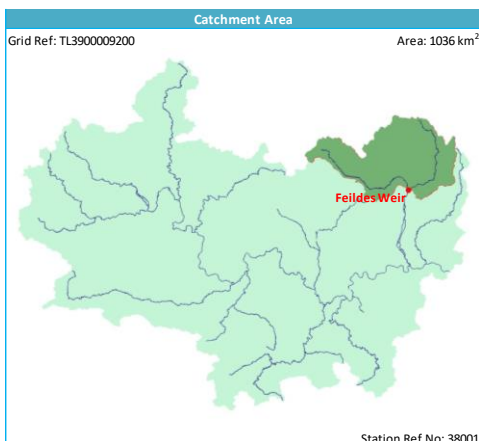 Catchment Area
Grid Ref: TL3900009200 Area: 1036 km²
Feildes Weir
Station Ref No: 38001